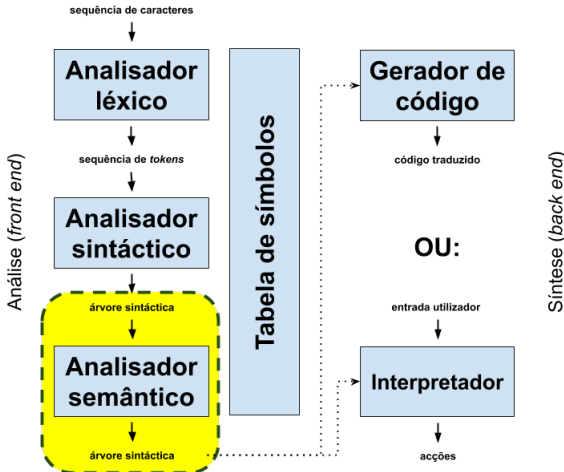 sequência de caracteres
Analisador
léxico
sequência de tokens
Analisador
sintáctico
árvore sintáctica
Analisador
semântico
árvore sintáctica
Análise (front end)
Tabela de símbolos
Gerador de
código
código traduzido
OU:
entrada utilizador
Interpretador
acções
Síntese (back end)